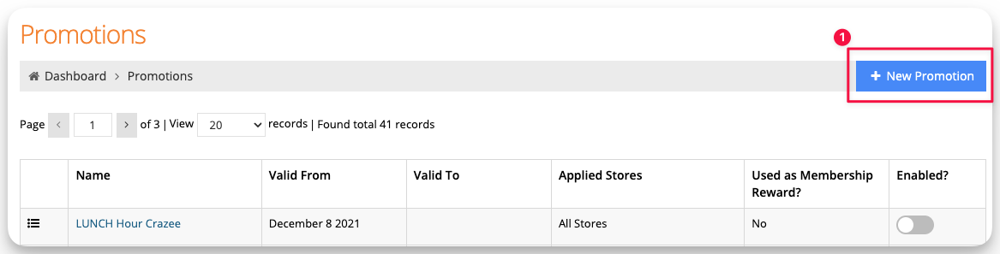 Promotions
1
Dashboard > Promotions
+ New Promotion
Page < 1 > of 3 | View 20 records | Found total 41 records
Name Valid From Valid To Applied Stores Used as Membership Reward? Enabled?
LUNCH Hour Crazee December 8 2021 All Stores No